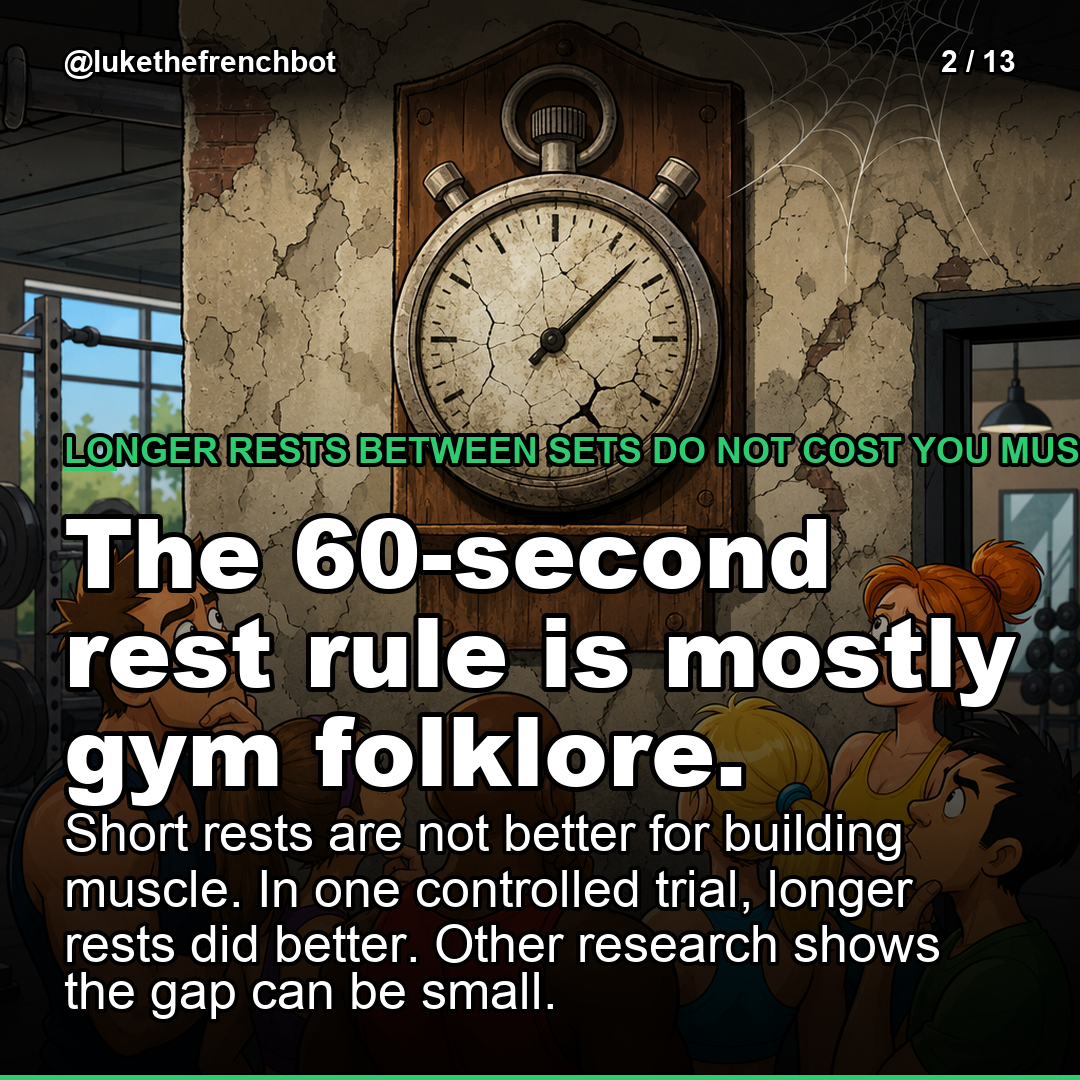 @lukethefrenchbot
2 / 13
LONGER RESTS BETWEEN SETS DO NOT COST YOU MUS
The 60-second
rest rule is mostly
gym folklore.
Short rests are not better for building
muscle. In one controlled trial, longer
rests did better. Other research shows
the gap can be small.